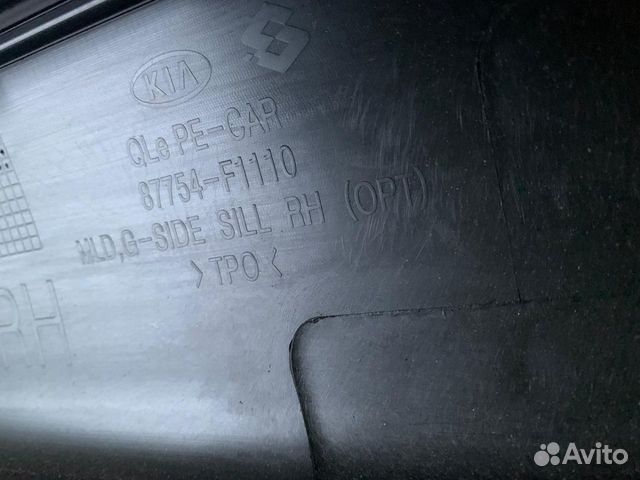 KIA
QLe PE-CAR
87754-F1110
MLD,G-SIDE SILL RH (OPT)
>TPO<
RH
Avito